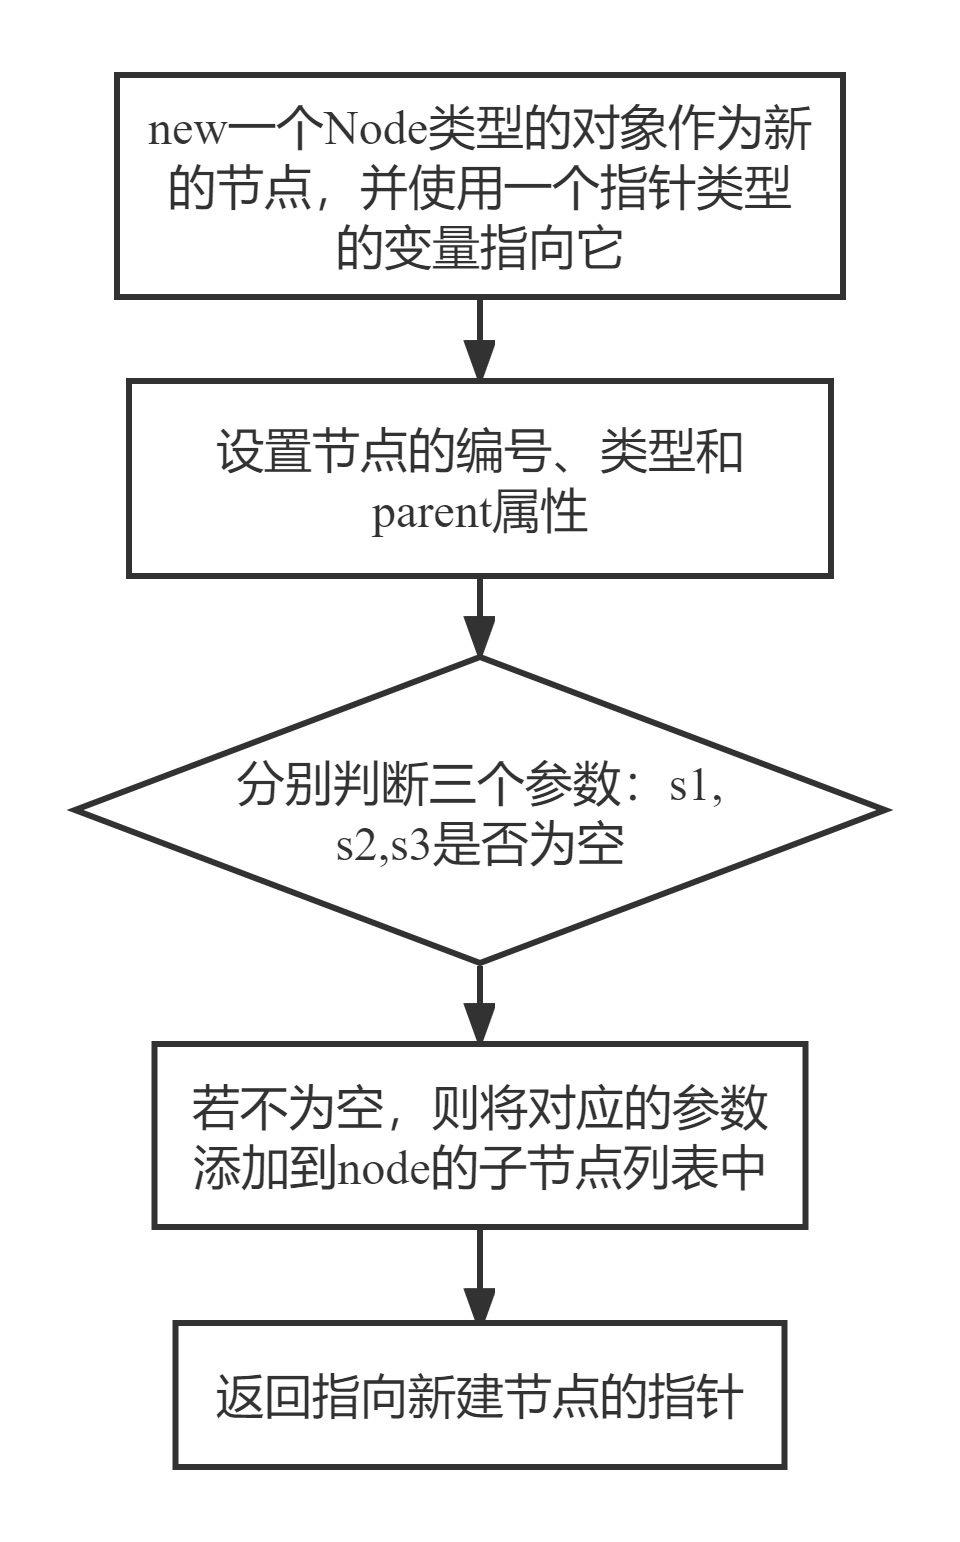 new一个Node类型的对象作为新
的节点，并使用一个指针类型
的变量指向它
设置节点的编号、类型和
parent属性
分别判断三个参数：s1,
s2,s3是否为空
若不为空，则将对应的参数
添加到node的子节点列表中
返回指向新建节点的指针